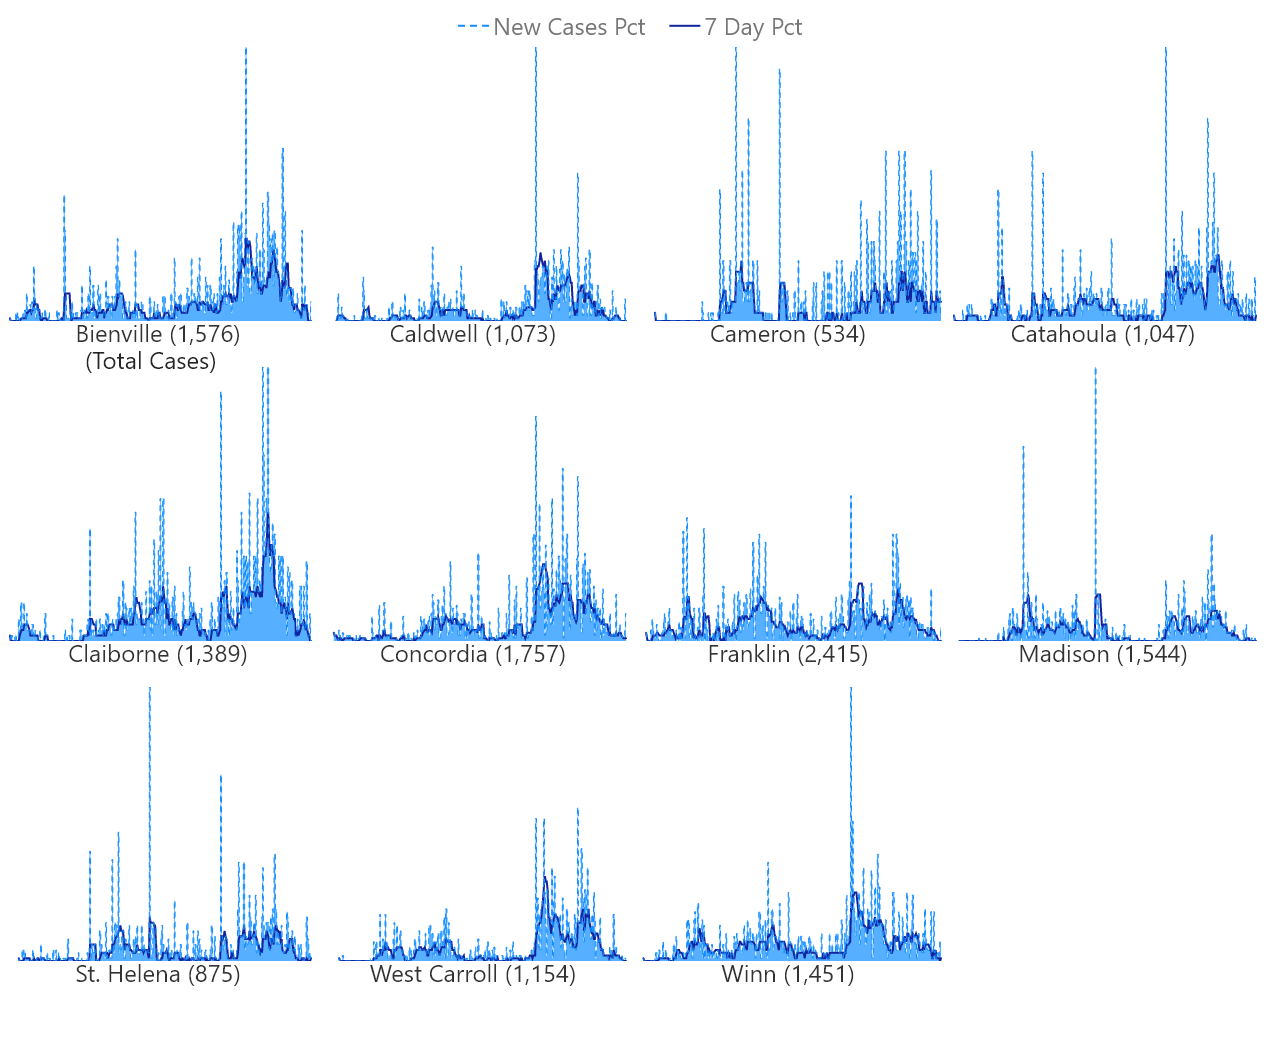 New Cases Pct 7 Day Pct
Bienville (1,576) Caldwell (1,073) Cameron (534) Catahoula (1,047)
(Total Cases)
Claiborne (1,389) Concordia (1,757) Franklin (2,415) Madison (1,544)
St. Helena (875) West Carroll (1,154) Winn (1,451)